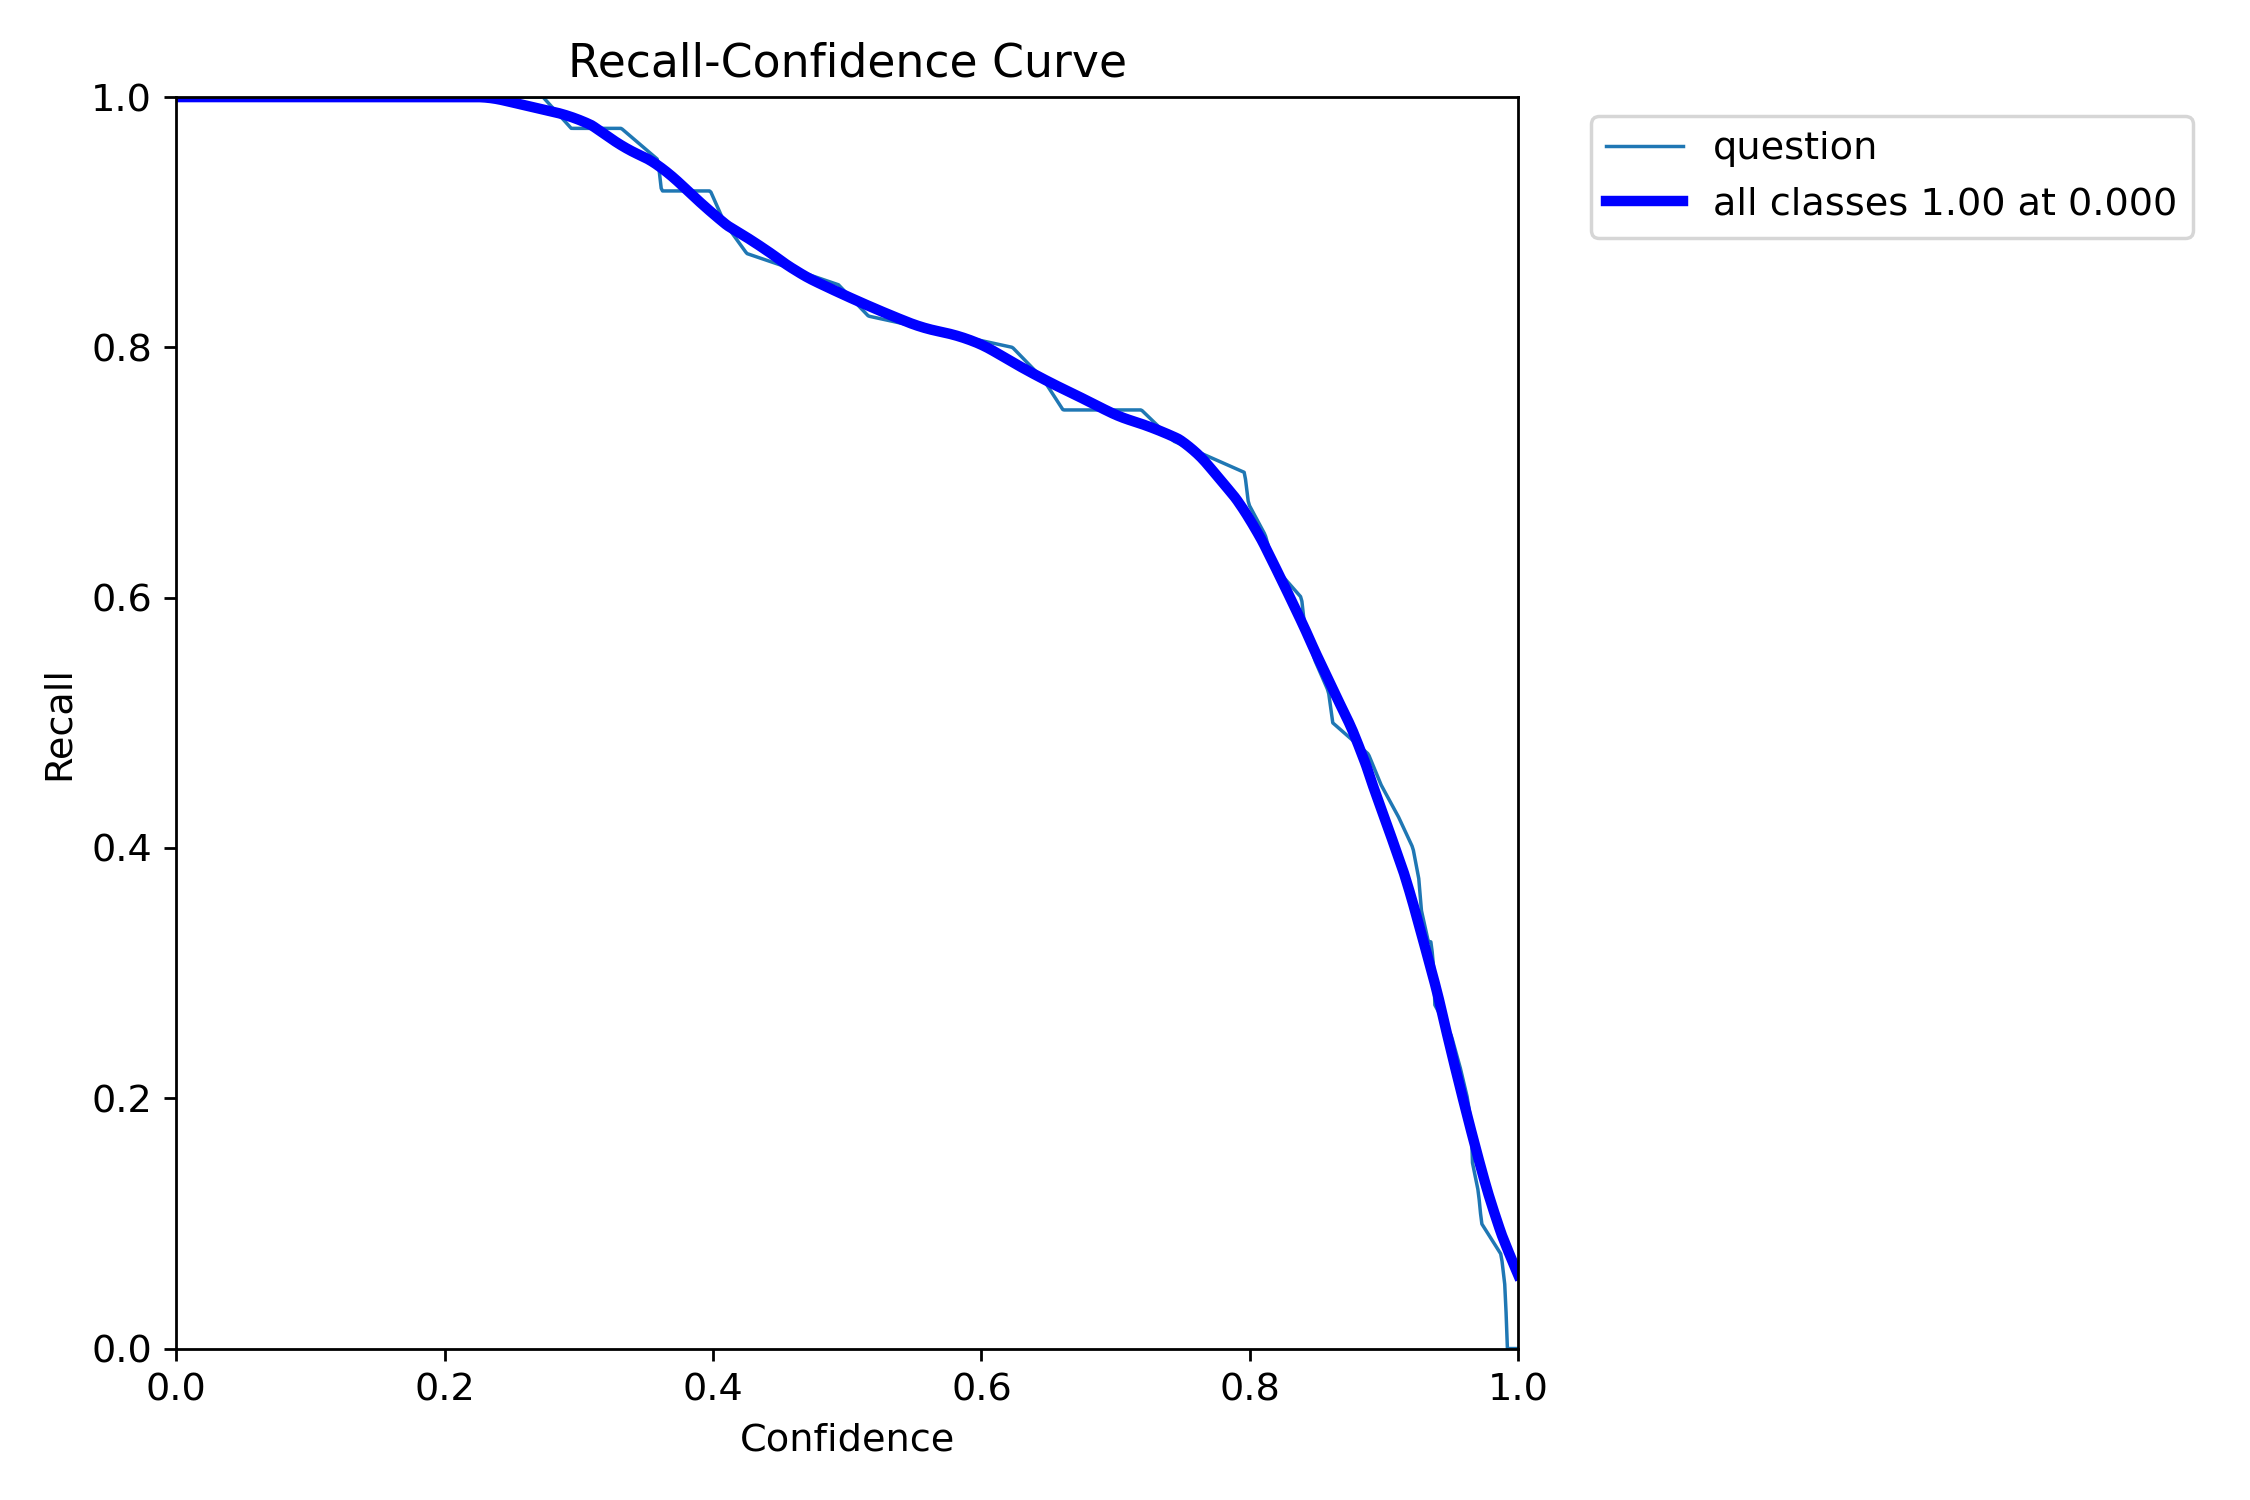 Recall-Confidence Curve
1.0
0.8
0.6
0.4
0.2
0.0
Recall
0.0 0.2 0.4 0.6 0.8 1.0
Confidence
question
all classes 1.00 at 0.000